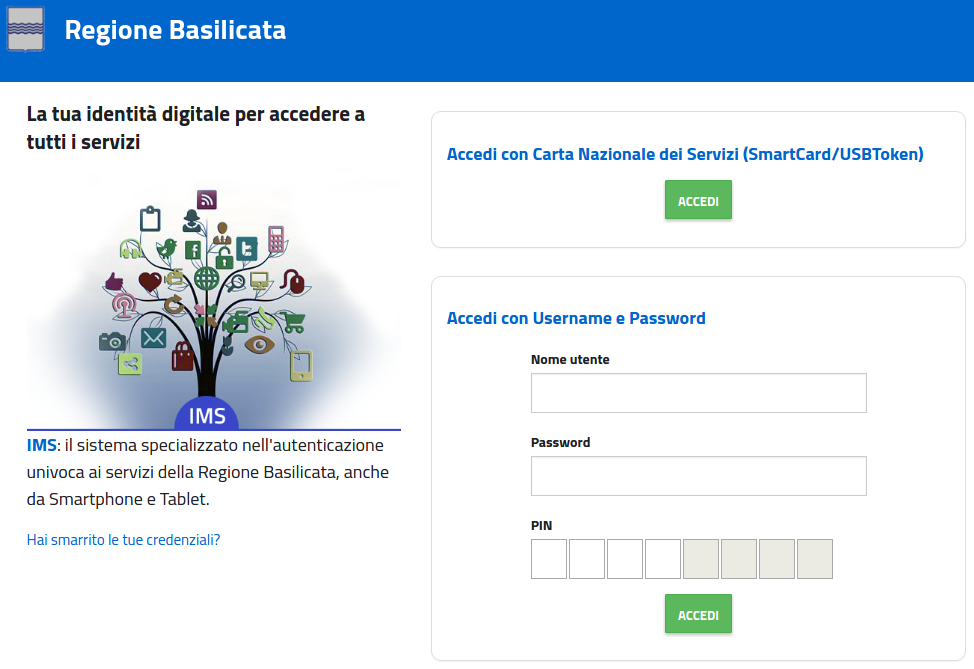 Regione Basilicata
La tua identità digitale per accedere a
tutti i servizi
IMS
IMS: il sistema specializzato nell'autenticazione
univoca ai servizi della Regione Basilicata, anche
da Smartphone e Tablet.
Hai smarrito le tue credenziali?
Accedi con Carta Nazionale dei Servizi (SmartCard/USBToken)
ACCEDI
Accedi con Username e Password
Nome utente
Password
PIN
ACCEDI